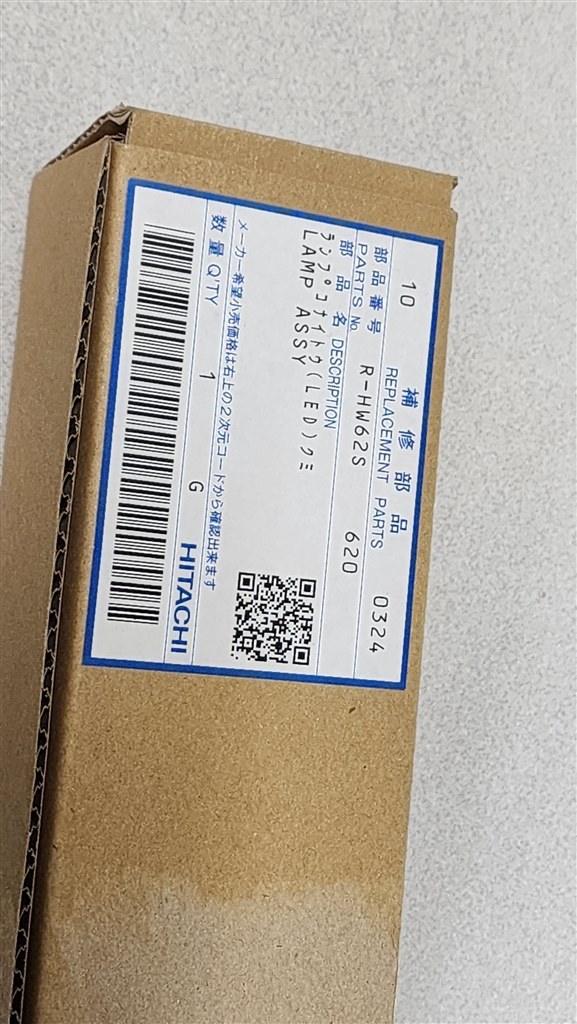 10 補修部品 0324
REPLACEMENT PARTS
部品番号 R-HW62S 620
PARTS No.
部品名 DESCRIPTION
ランプコナイトウ(LED)クミ
LAMP ASSY
メーカー希望小売価格は右上の2次元コードから確認出来ます
数量 Q'TY 1 G HITACHI